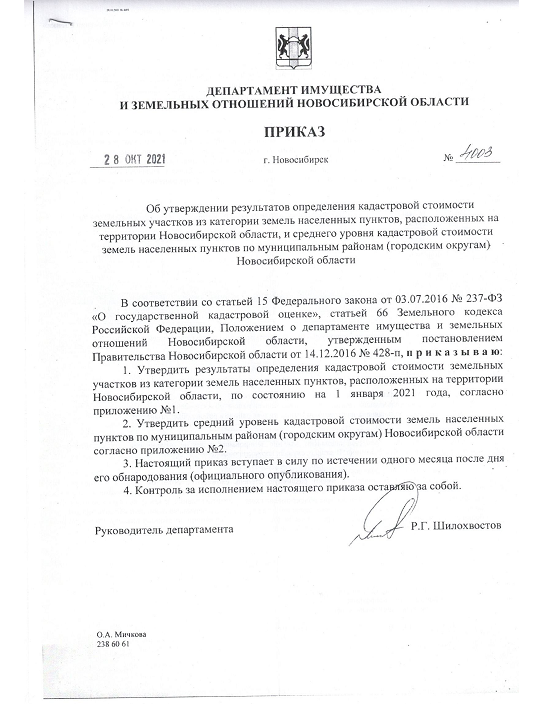 ДЕПАРТАМЕНТ ИМУЩЕСТВА
И ЗЕМЕЛЬНЫХ ОТНОШЕНИЙ НОВОСИБИРСКОЙ ОБЛАСТИ
ПРИКАЗ
28 ОКТ 2021 г. Новосибирск № 4003
Об утверждении результатов определения кадастровой стоимости
земельных участков из категории земель населенных пунктов, расположенных на
территории Новосибирской области, и среднего уровня кадастровой стоимости
земель населенных пунктов по муниципальным районам (городским округам)
Новосибирской области
В соответствии со статьей 15 Федерального закона от 03.07.2016 № 237-ФЗ
«О государственной кадастровой оценке», статьей 66 Земельного кодекса
Российской Федерации, Положением о департаменте имущества и земельных
отношений Новосибирской области, утвержденным постановлением
Правительства Новосибирской области от 14.12.2016 № 428-п, п р и к а з ы в а ю:
1. Утвердить результаты определения кадастровой стоимости земельных
участков из категории земель населенных пунктов, расположенных на территории
Новосибирской области, по состоянию на 1 января 2021 года, согласно
приложению №1.
2. Утвердить средний уровень кадастровой стоимости земель населенных
пунктов по муниципальным районам (городским округам) Новосибирской области
согласно приложению №2.
3. Настоящий приказ вступает в силу по истечении одного месяца после дня
его обнародования (официального опубликования).
4. Контроль за исполнением настоящего приказа оставляю за собой.
Руководитель департамента Р.Г. Шилохвостов
О.А. Мичкова
238 60 61